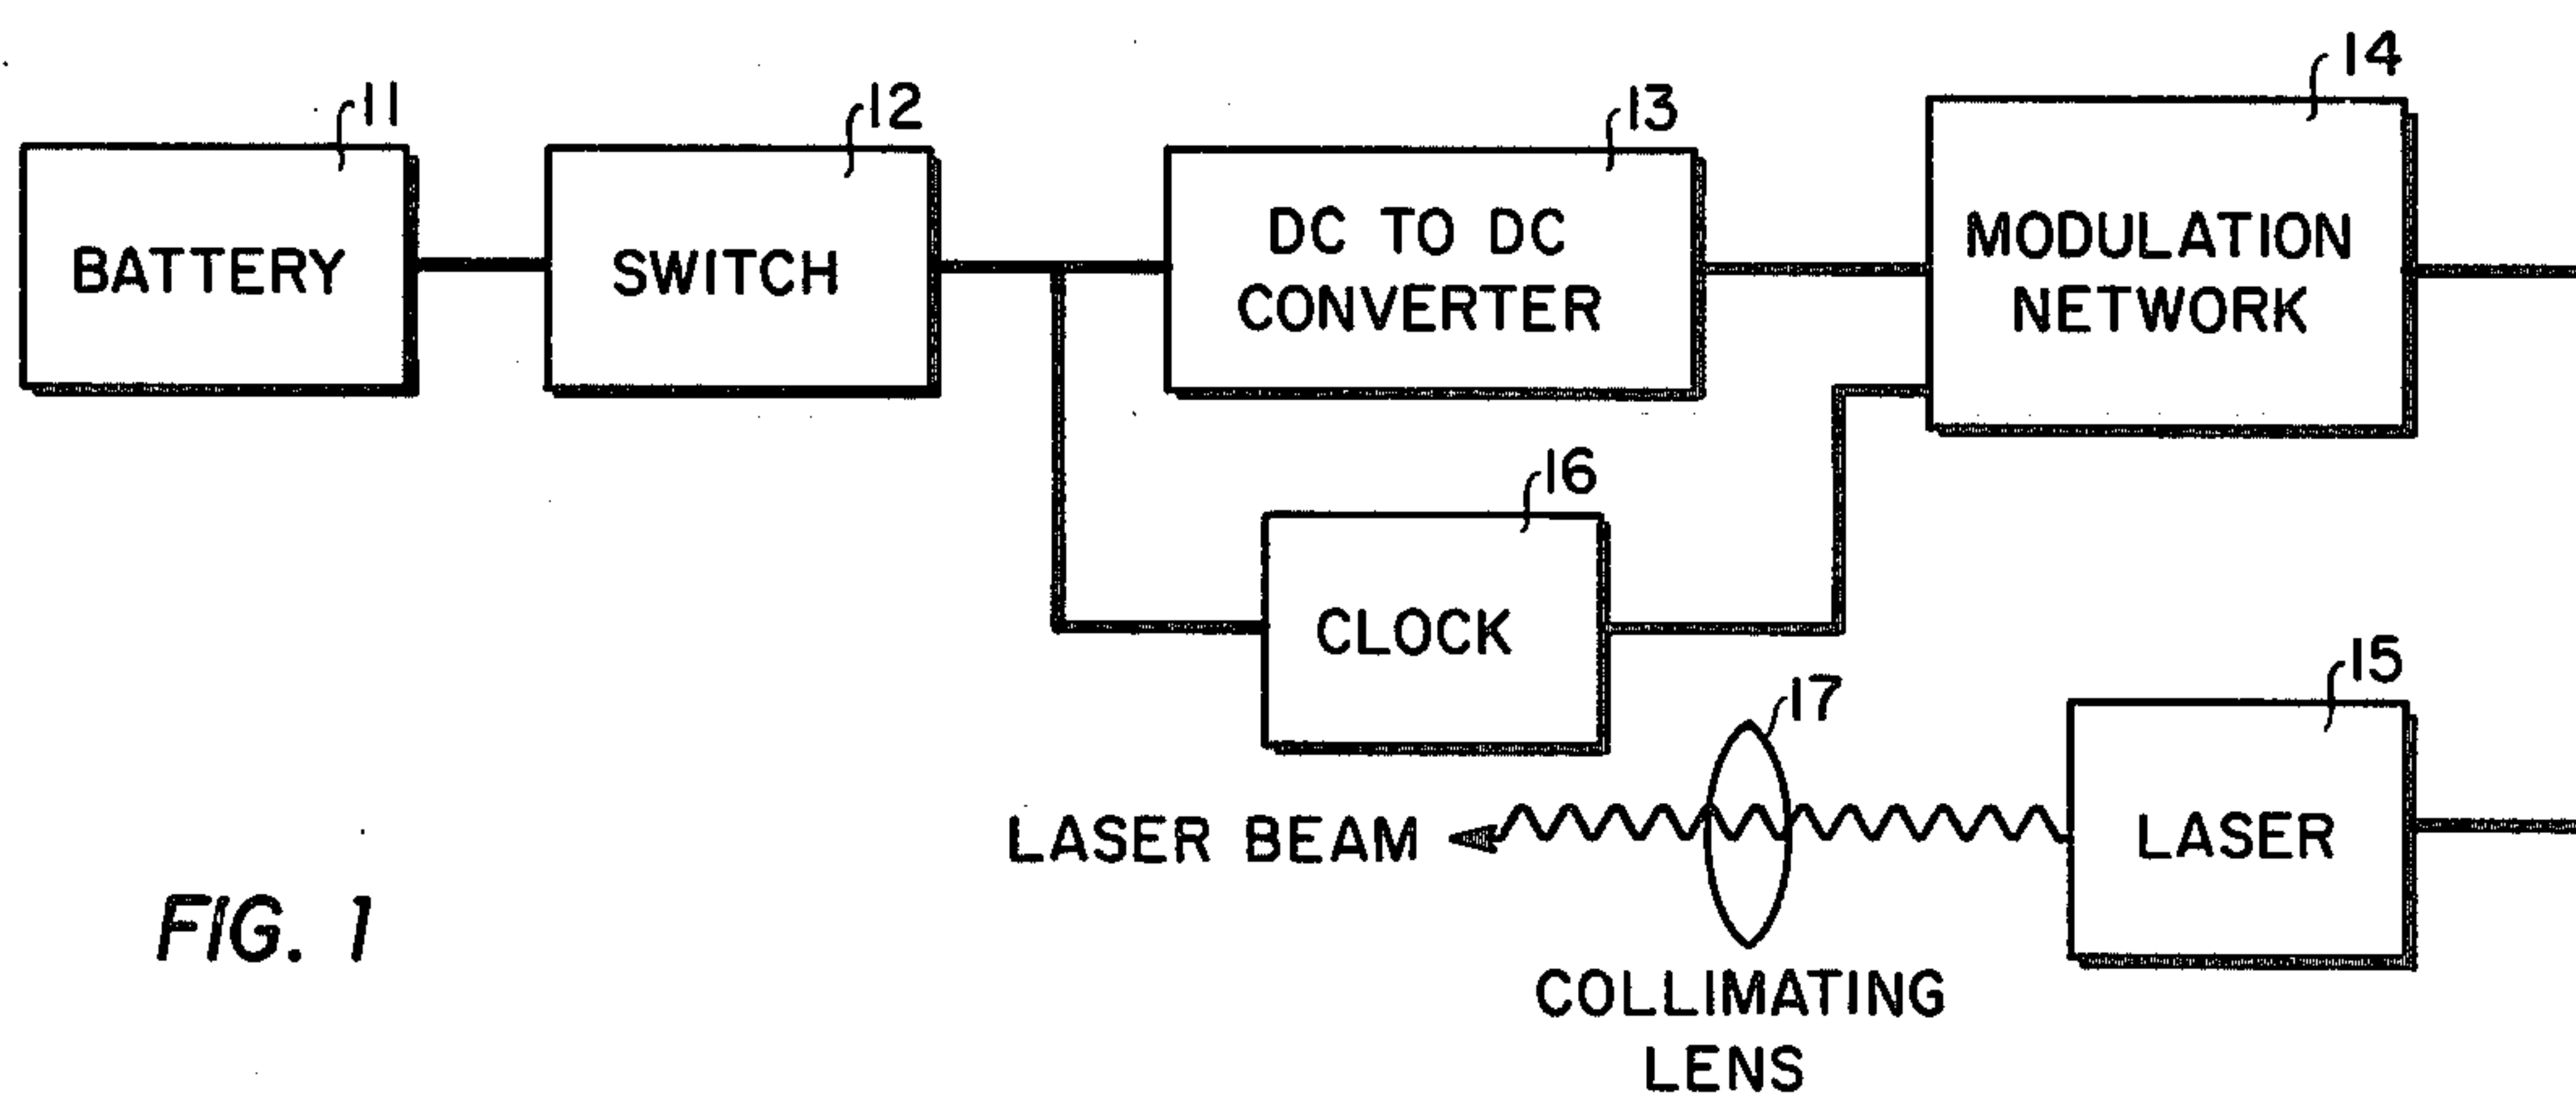 11
BATTERY
12
SWITCH
13
DC TO DC
CONVERTER
14
MODULATION
NETWORK
16
CLOCK
15
LASER
17
LASER BEAM
COLLIMATING
LENS
FIG. 1